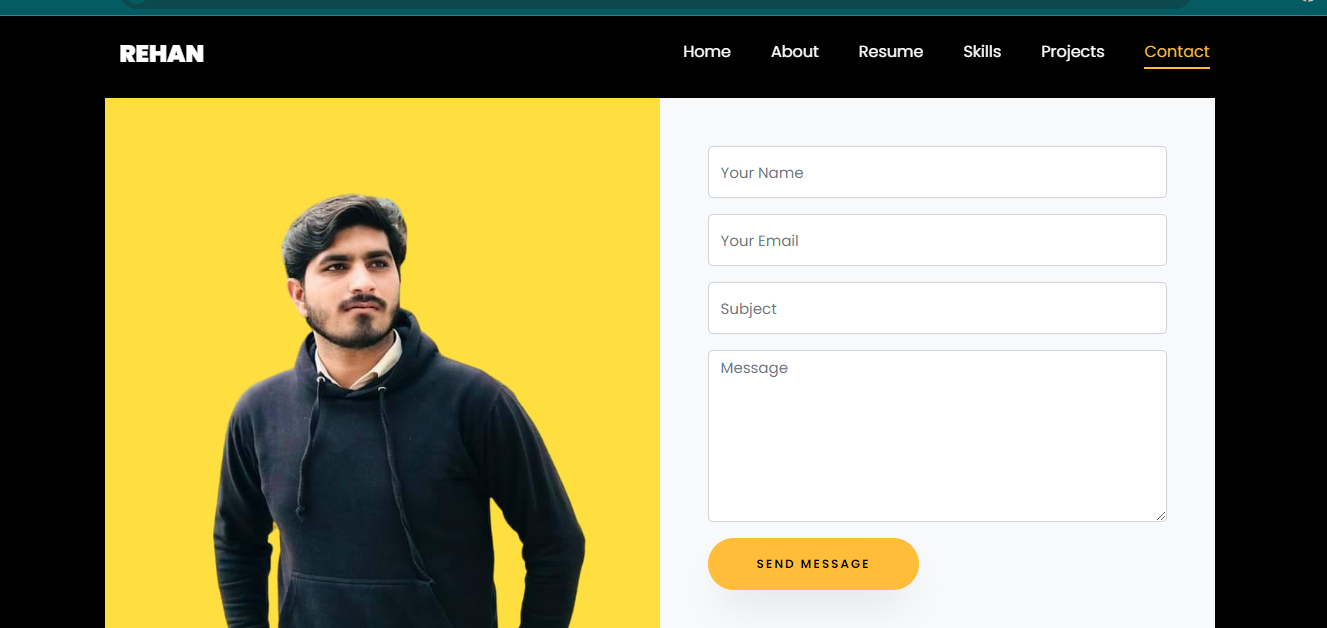 REHAN
Home About Resume Skills Projects Contact
Your Name
Your Email
Subject
Message
SEND MESSAGE